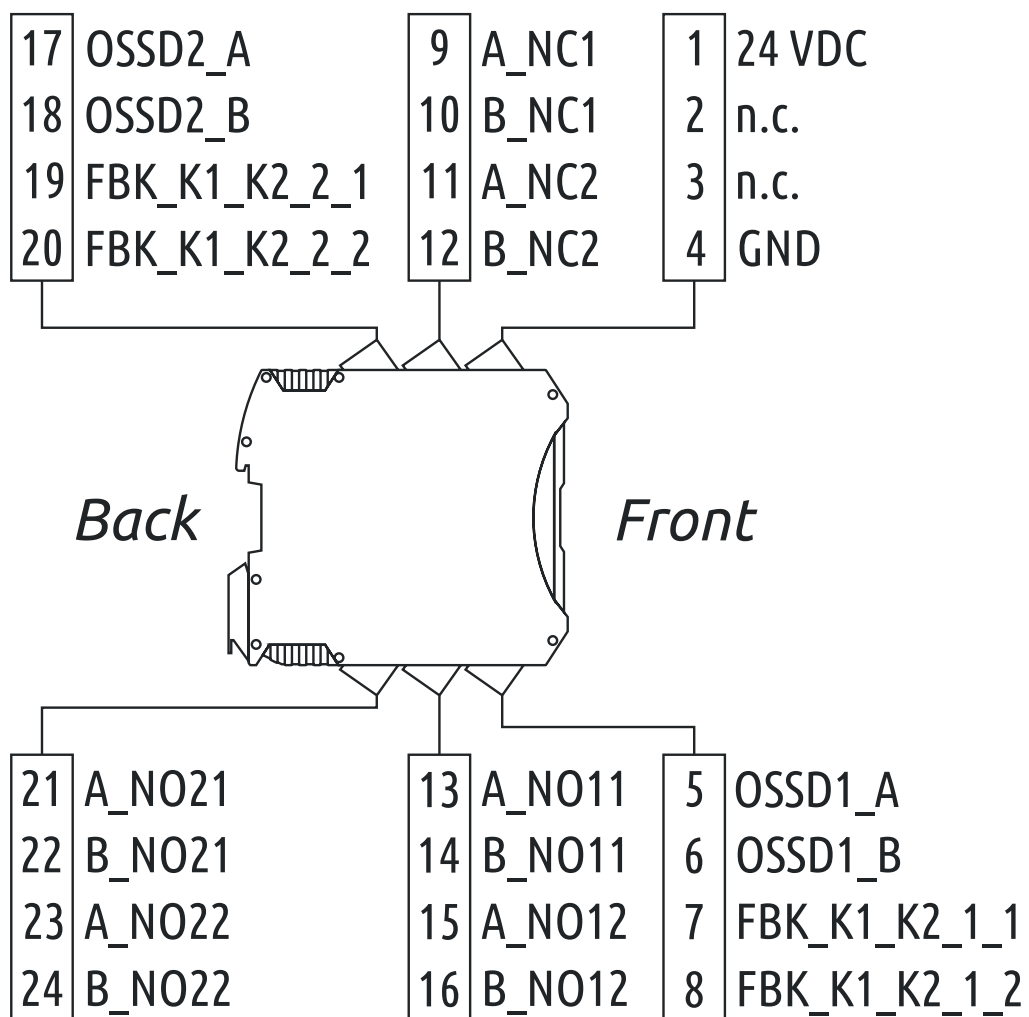 17 OSSD2_A
18 OSSD2_B
19 FBK_K1_K2_2_1
20 FBK_K1_K2_2_2
9 A_NC1
10 B_NC1
11 A_NC2
12 B_NC2
1 24 VDC
2 n.c.
3 n.c.
4 GND
Back
Front
21 A_NO21
22 B_NO21
23 A_NO22
24 B_NO22
13 A_NO11
14 B_NO11
15 A_NO12
16 B_NO12
5 OSSD1_A
6 OSSD1_B
7 FBK_K1_K2_1_1
8 FBK_K1_K2_1_2